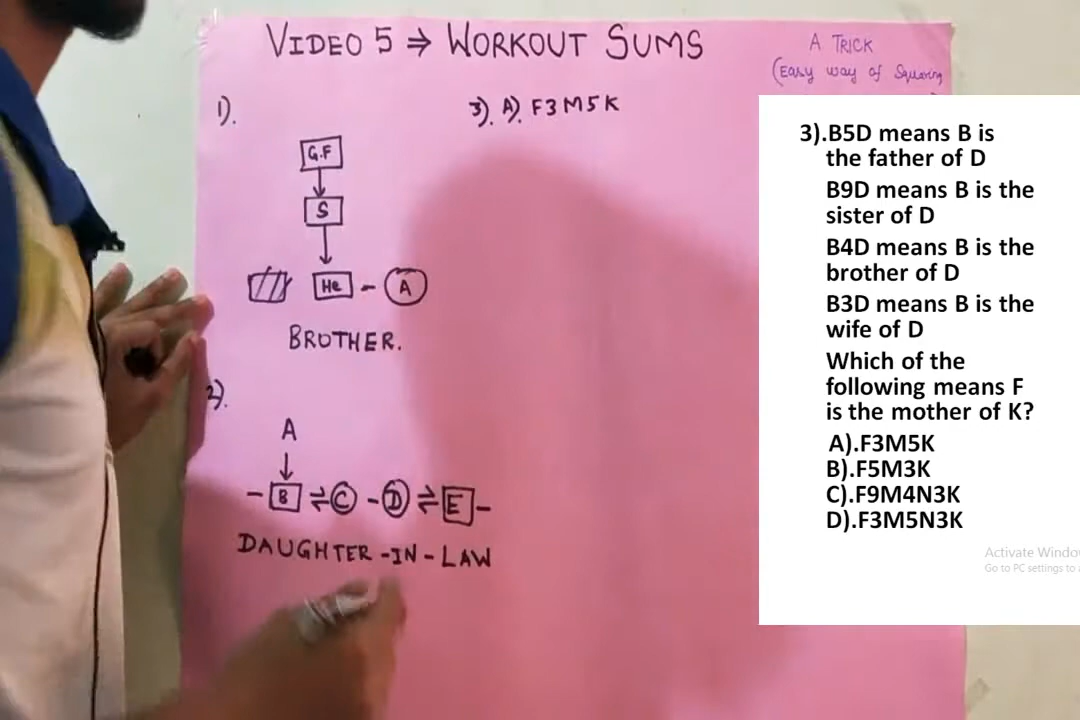 VIDEO 5 ⇒ WORKOUT SUMS
A TRICK
(EASY way of Squaring
1).
G.F
S
He - A
BROTHER.
2).
A
- B ⇌ C - D ⇌ E -
DAUGHTER-IN-LAW
3). A). F3M5K
3).B5D means B is
the father of D
B9D means B is the
sister of D
B4D means B is the
brother of D
B3D means B is the
wife of D
Which of the
following means F
is the mother of K?
A).F3M5K
B).F5M3K
C).F9M4N3K
D).F3M5N3K
Activate Windo
Go to PC settings to